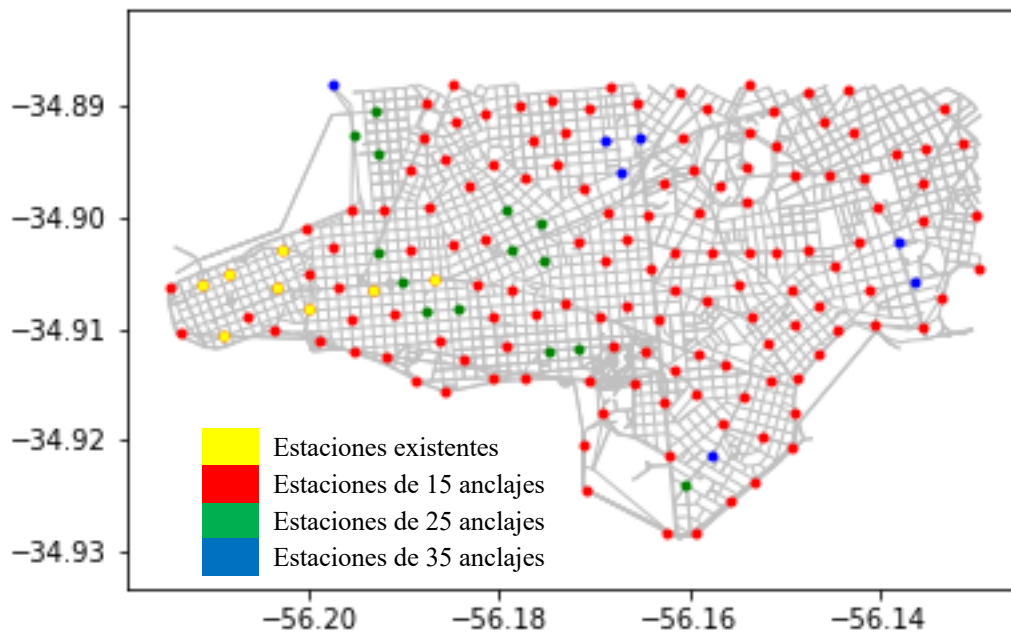 −34.89
−34.90
−34.91
−34.92
−34.93
Estaciones existentes
Estaciones de 15 anclajes
Estaciones de 25 anclajes
Estaciones de 35 anclajes
−56.20 −56.18 −56.16 −56.14